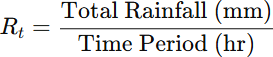 R_t = Total Rainfall (mm) / Time Period (hr)